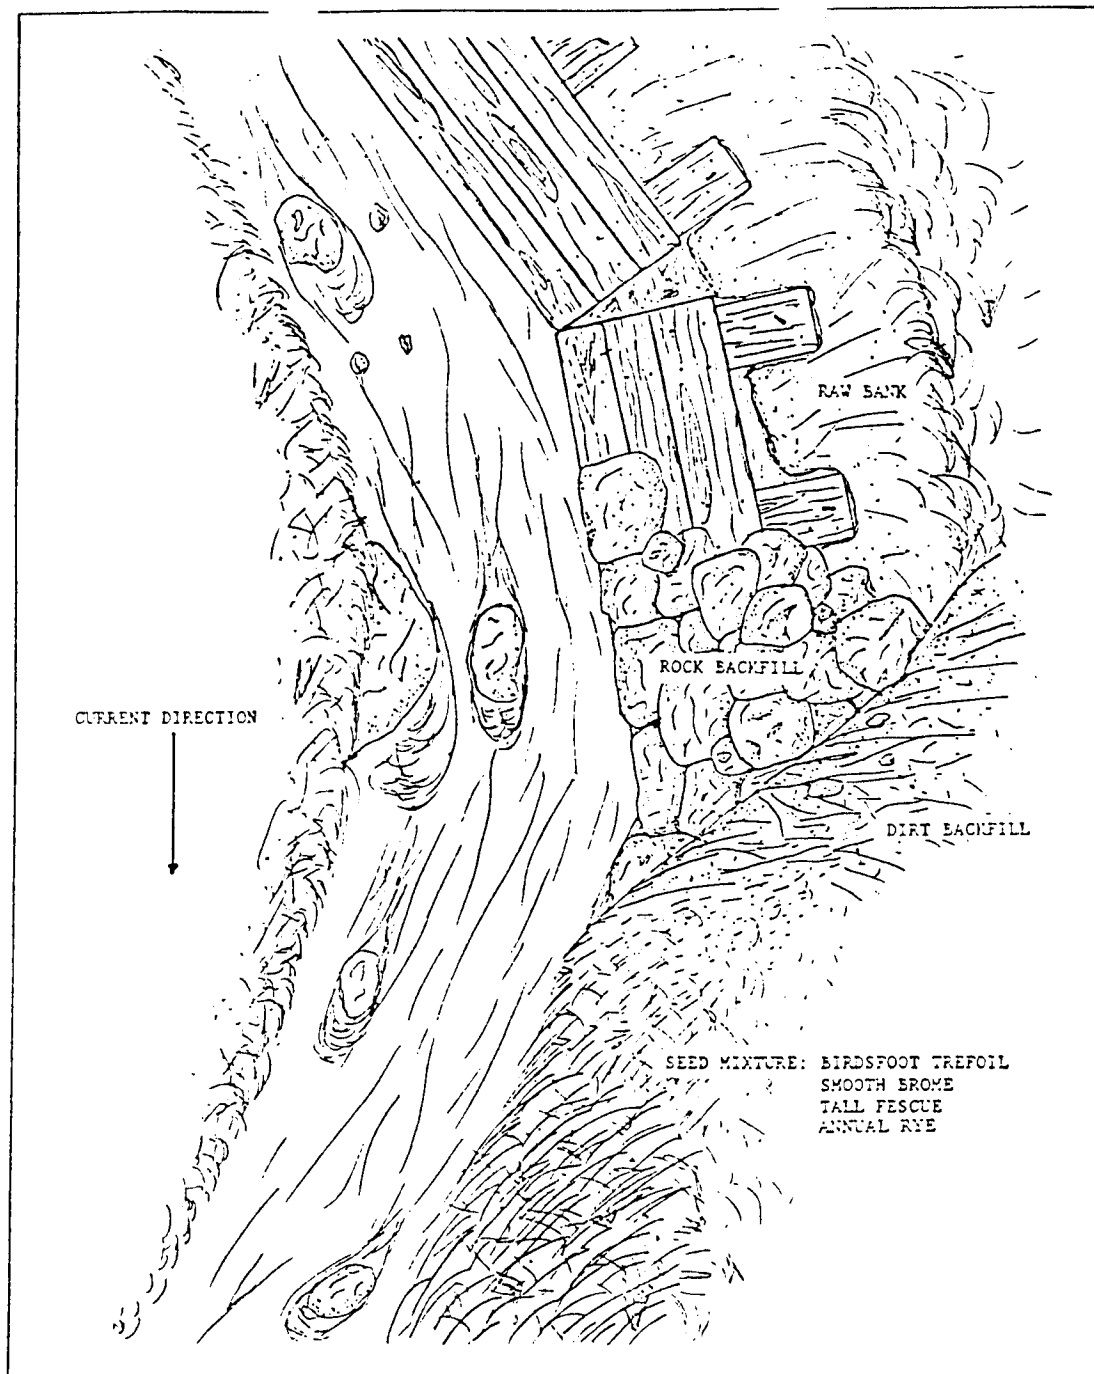 RAW BANK
ROCK BACKFILL
CURRENT DIRECTION
DIRT BACKFILL
SEED MIXTURE: BIRDSFOOT TREFOIL
SMOOTH BROME
TALL FESCUE
ANNUAL RYE